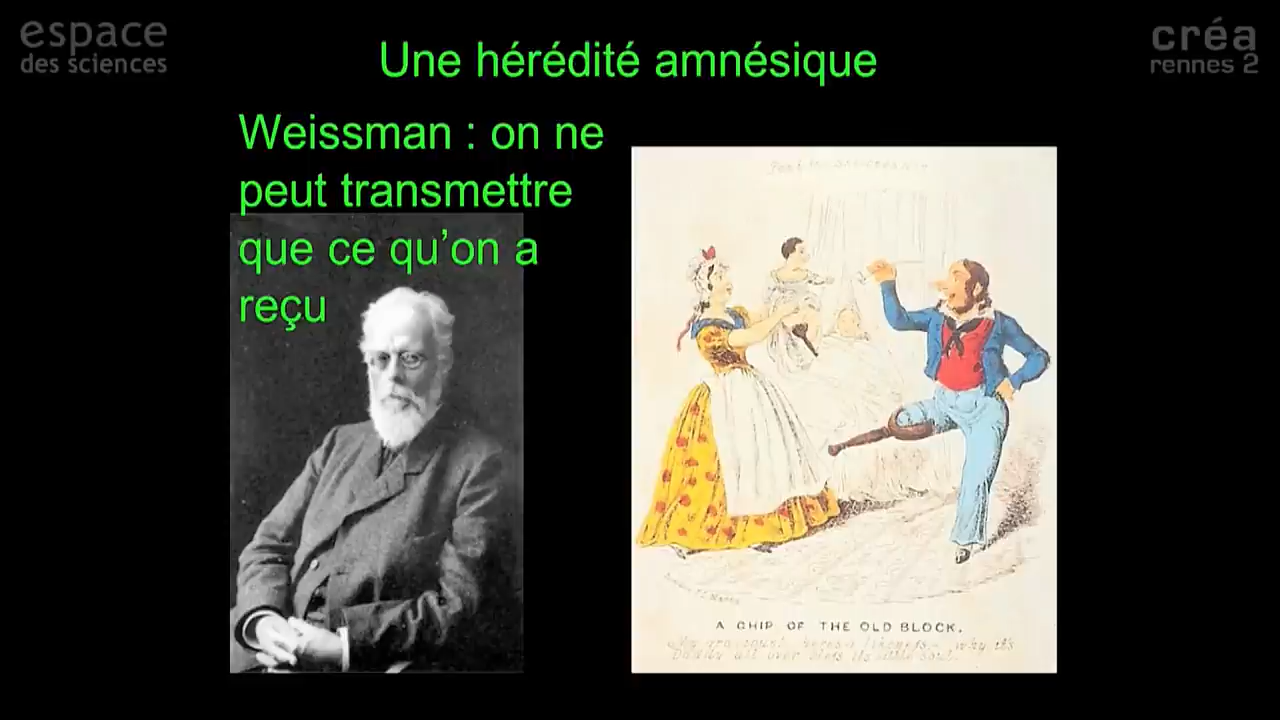 espace
des sciences
Une hérédité amnésique
créa
rennes 2
Weissman : on ne
peut transmettre
que ce qu’on a
reçu
A CHIP OF THE OLD BLOCK.